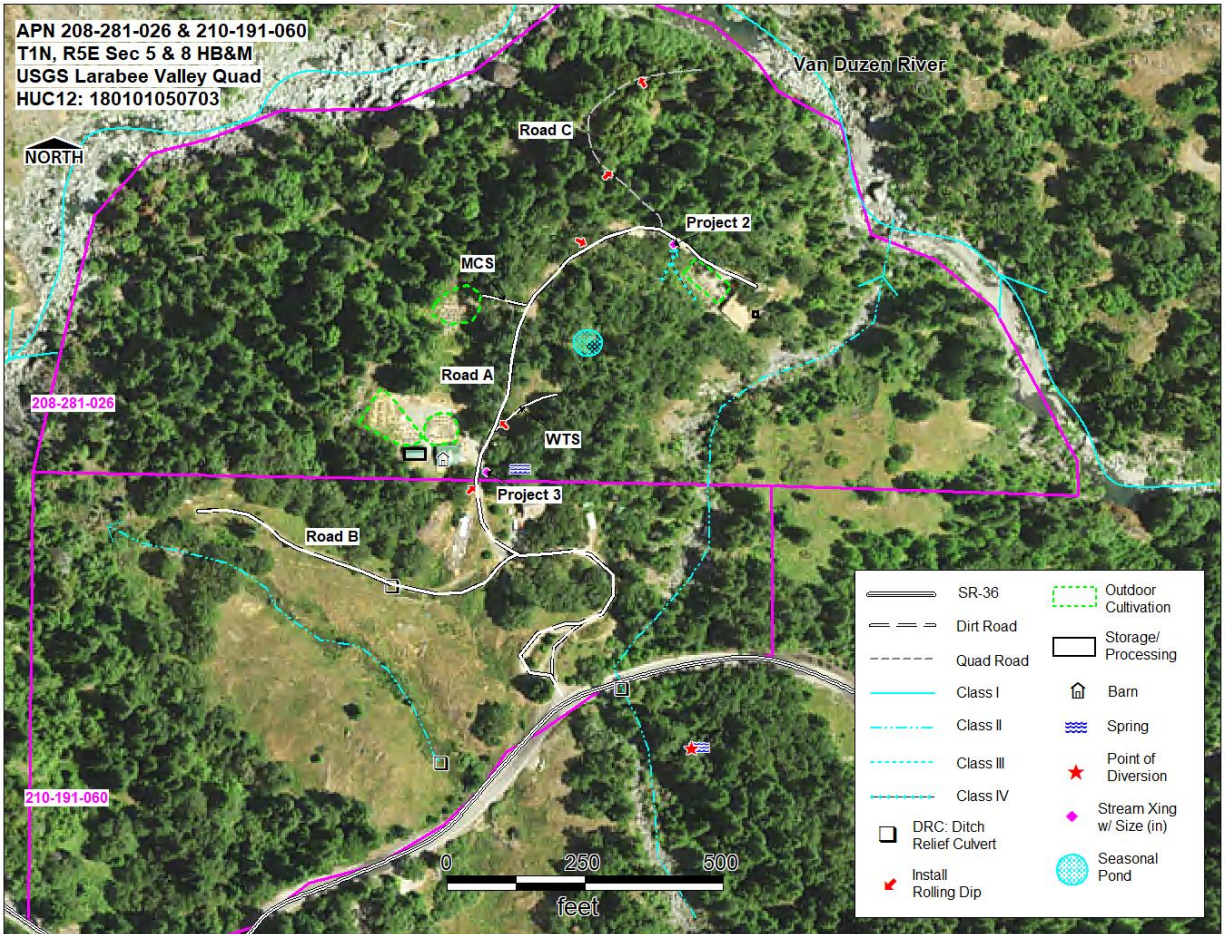 APN 208-281-026 & 210-191-060
T1N, R5E Sec 5 & 8 HB&M
USGS Larabee Valley Quad
HUC12: 180101050703
NORTH
Van Duzen River
Road C
Project 2
MCS
Road A
208-281-026
WTS
Project 3
Road B
210-191-060
0 250 500
feet
SR-36
Dirt Road
Quad Road
Class I
Class II
Class III
Class IV
DRC: Ditch
Relief Culvert
Install
Rolling Dip
Outdoor
Cultivation
Storage/
Processing
Barn
Spring
Point of
Diversion
Stream Xing
w/ Size (in)
Seasonal
Pond